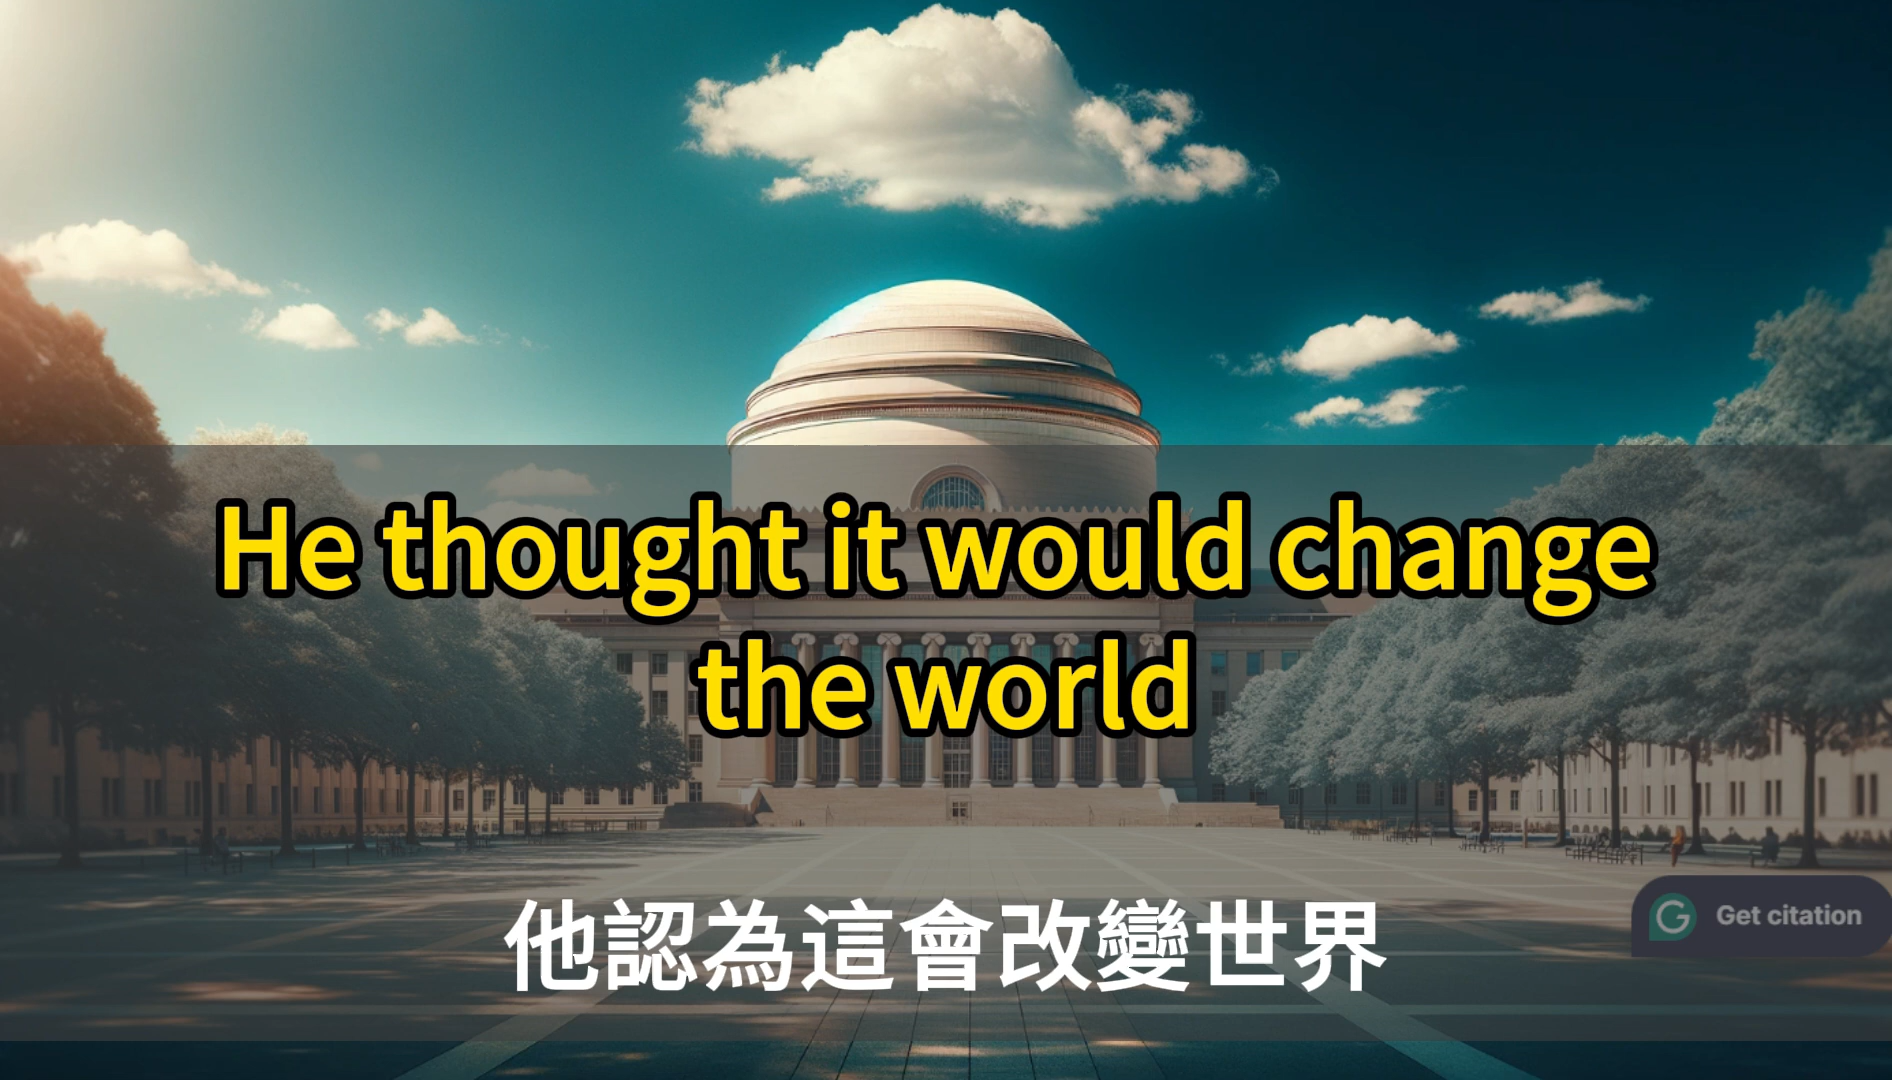 He thought it would change
the world
他認為這會改變世界
Get citation